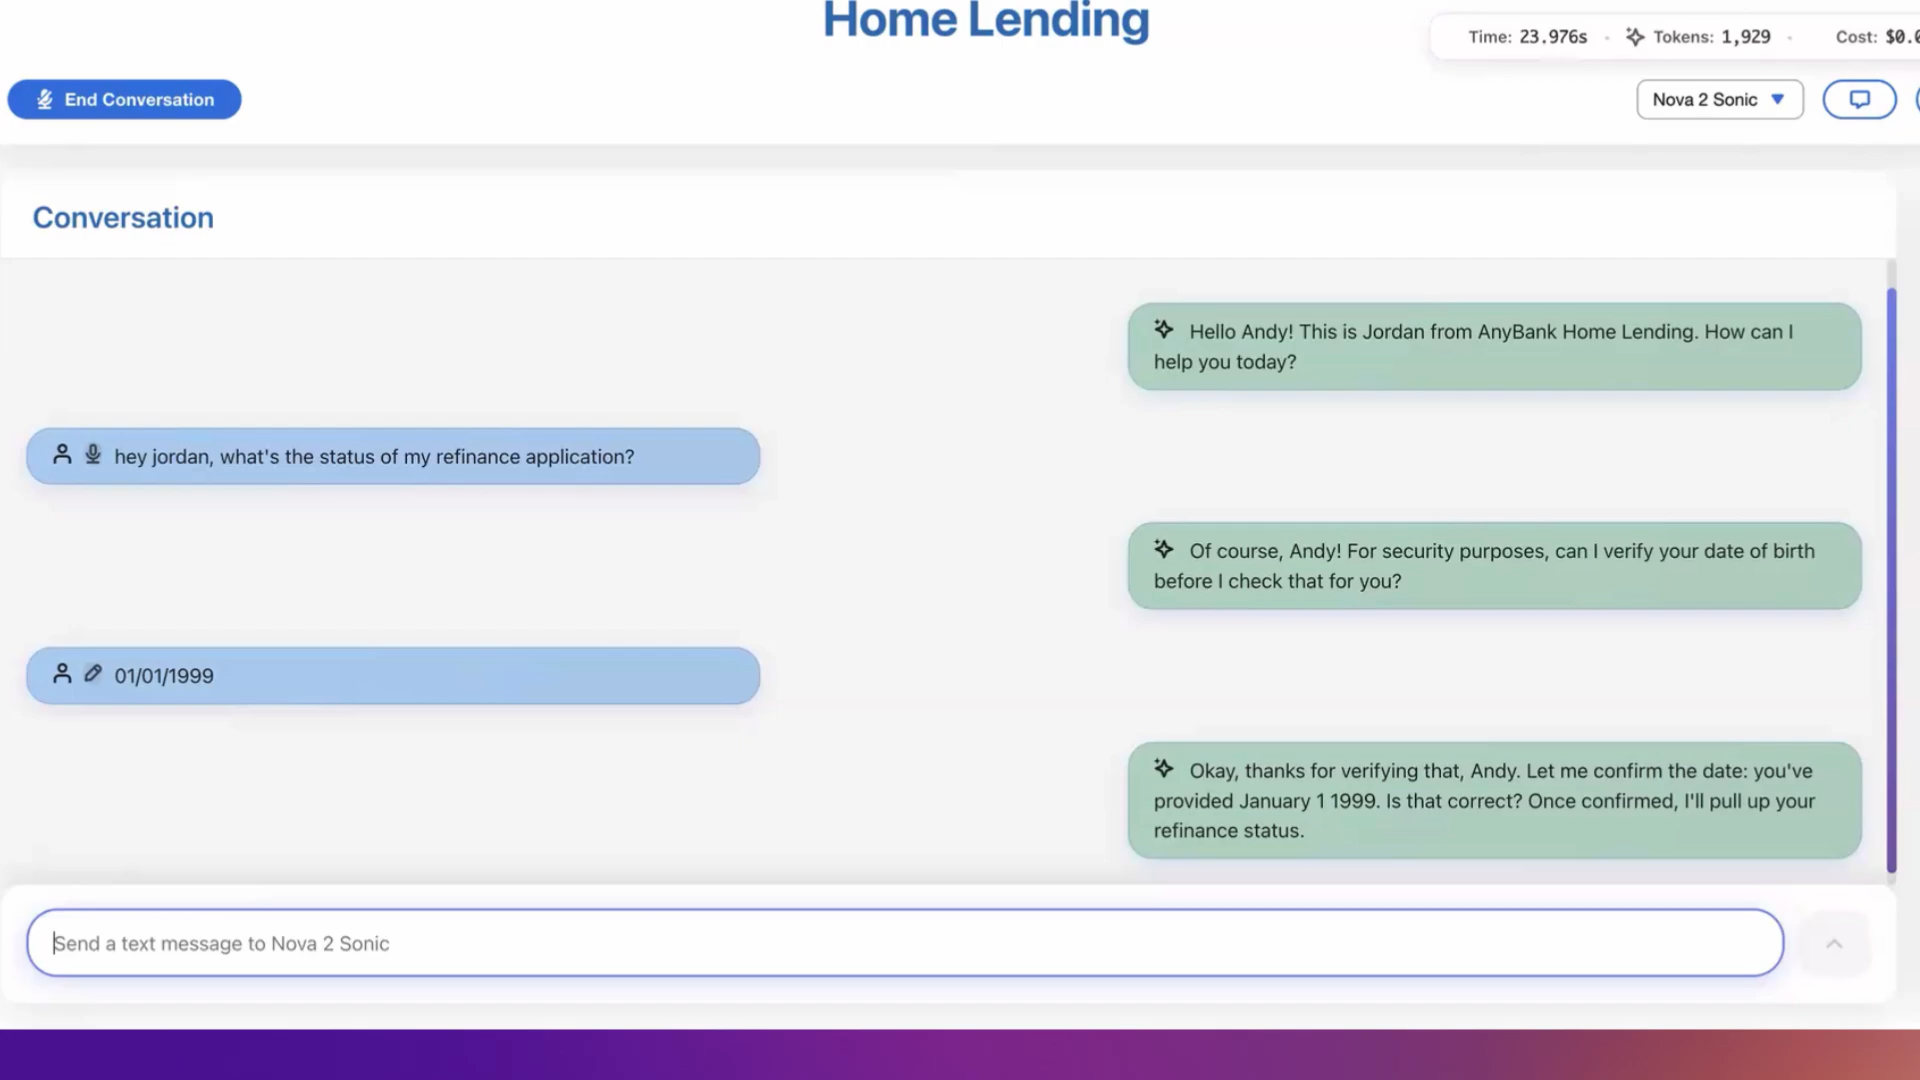 Home Lending
Time: 23.976s
Tokens: 1,929
Cost: $0.0
End Conversation
Nova 2 Sonic
Conversation
Hello Andy! This is Jordan from AnyBank Home Lending. How can I
help you today?
hey jordan, what's the status of my refinance application?
Of course, Andy! For security purposes, can I verify your date of birth
before I check that for you?
01/01/1999
Okay, thanks for verifying that, Andy. Let me confirm the date: you've
provided January 1 1999. Is that correct? Once confirmed, I'll pull up your
refinance status.
Send a text message to Nova 2 Sonic